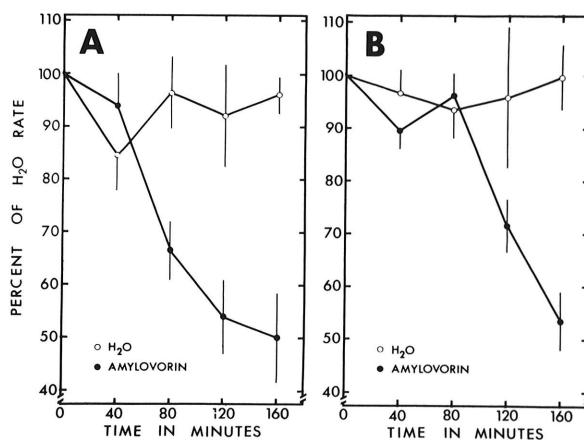 A
B
PERCENT OF H₂O RATE
100
90
80
70
60
50
40
100
90
80
70
60
50
40
○ H₂O
● AMYLOVORIN
○ H₂O
● AMYLOVORIN
0 40 80 120 160
0 40 80 120 160
TIME IN MINUTES
TIME IN MINUTES